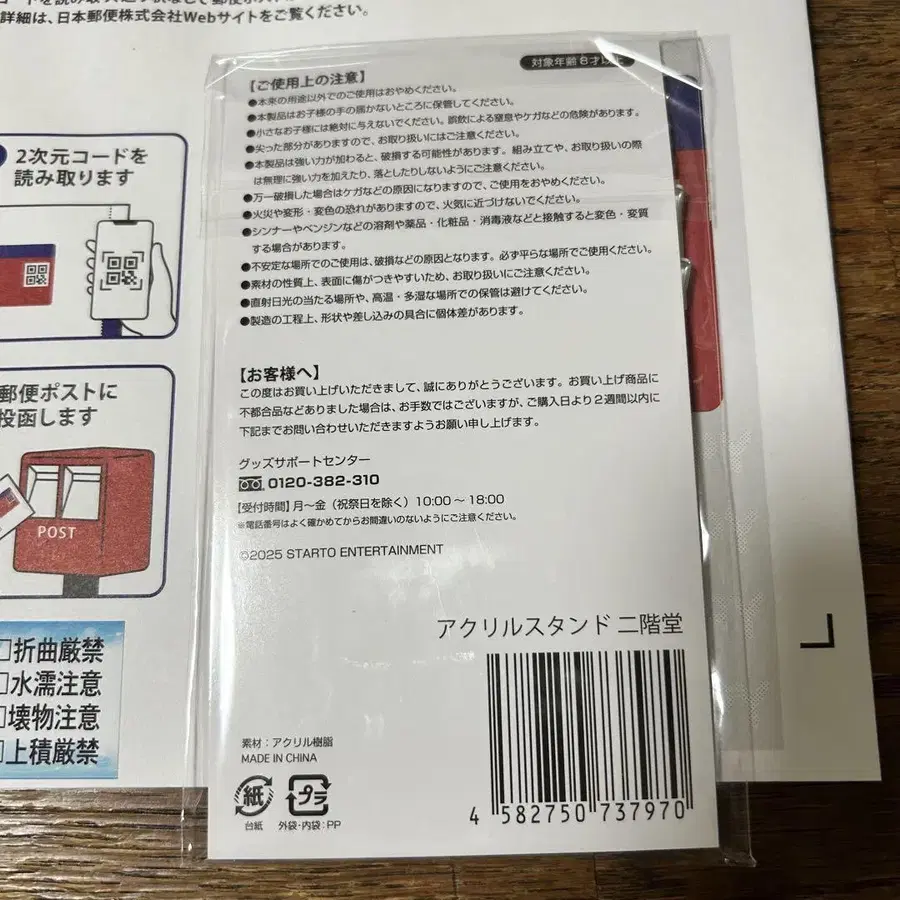 詳細は、日本郵便株式会社Webサイトをご覧ください。
2次元コードを
読み取ります
郵便ポストに
投函します
POST
□折曲厳禁
□水濡注意
□壊物注意
□上積厳禁
対象年齢8才以上
【ご使用上の注意】
●本来の用途以外でのご使用はおやめください。
●本製品はお子様の手の届かないところに保管してください。
●小さなお子様には絶対に与えないでください。誤飲による窒息やケガなどの危険があります。
●尖った部分がありますので、お取り扱いにはご注意ください。
●本製品は強い力が加わると、破損する可能性があります。組み立てや、お取り扱いの際
は無理に強い力を加えたり、落としたりしないようにご注意ください。
●万一破損した場合はケガなどの原因になりますので、ご使用をおやめください。
●火災や変形・変色の恐れがありますので、火気に近づけないでください。
●シンナーやベンジンなどの溶剤や薬品・化粧品・消毒液などと接触すると変色・変質
する場合があります。
●不安定な場所でのご使用は、破損などの原因となります。必ず平らな場所でご使用ください。
●素材の性質上、表面に傷がつきやすいため、お取り扱いにご注意ください。
●直射日光の当たる場所や、高温・多湿な場所での保管は避けてください。
●製造の工程上、形状や差し込みの具合に個体差があります。
【お客様へ】
この度はお買い上げいただきまして、誠にありがとうございます。お買い上げ商品に
不都合品などありました場合は、お手数ではございますが、ご購入日より2週間以内に
下記までお問い合わせいただきますようお願い申し上げます。
グッズサポートセンター
0120-382-310
【受付時間】月〜金（祝祭日を除く）10:00〜18:00
※電話番号はよく確かめてからお間違いのないようにご注意ください。
©2025 STARTO ENTERTAINMENT
アクリルスタンド 二階堂
素材：アクリル樹脂
MADE IN CHINA
紙
プラ
台紙
外袋・内袋：PP
4 582750 737970